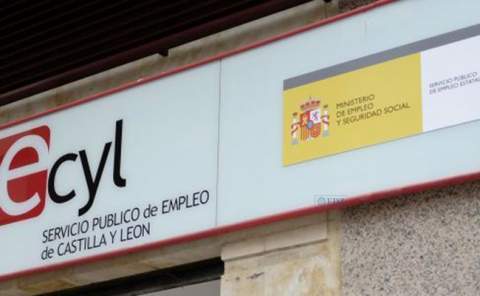 ecyl
SERVICIO PUBLICO de EMPLEO
de CASTILLA Y LEON
MINISTERIO
DE EMPLEO
Y SEGURIDAD SOCIAL
SERVICIO PÚBLICO
DE EMPLEO ESTATAL